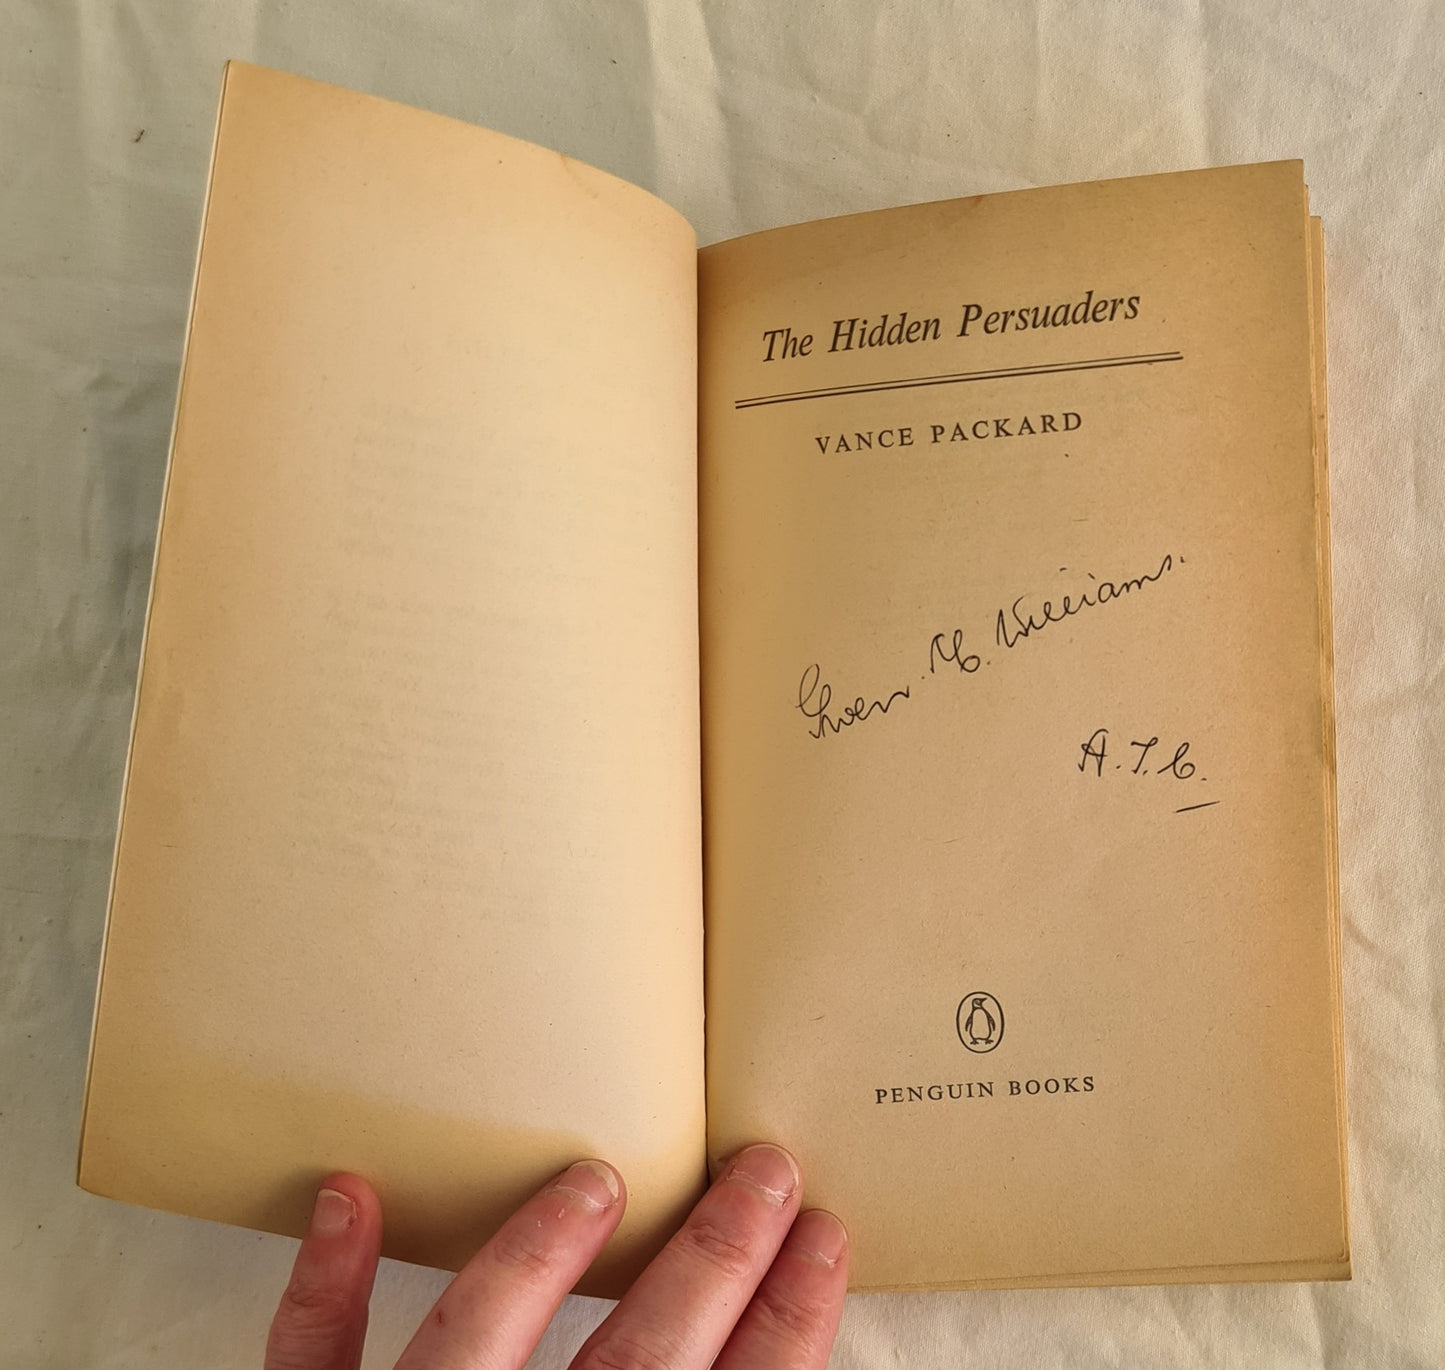 The Hidden Persuaders
VANCE PACKARD
Gwen. M. Williams.
A.T.C.
PENGUIN BOOKS